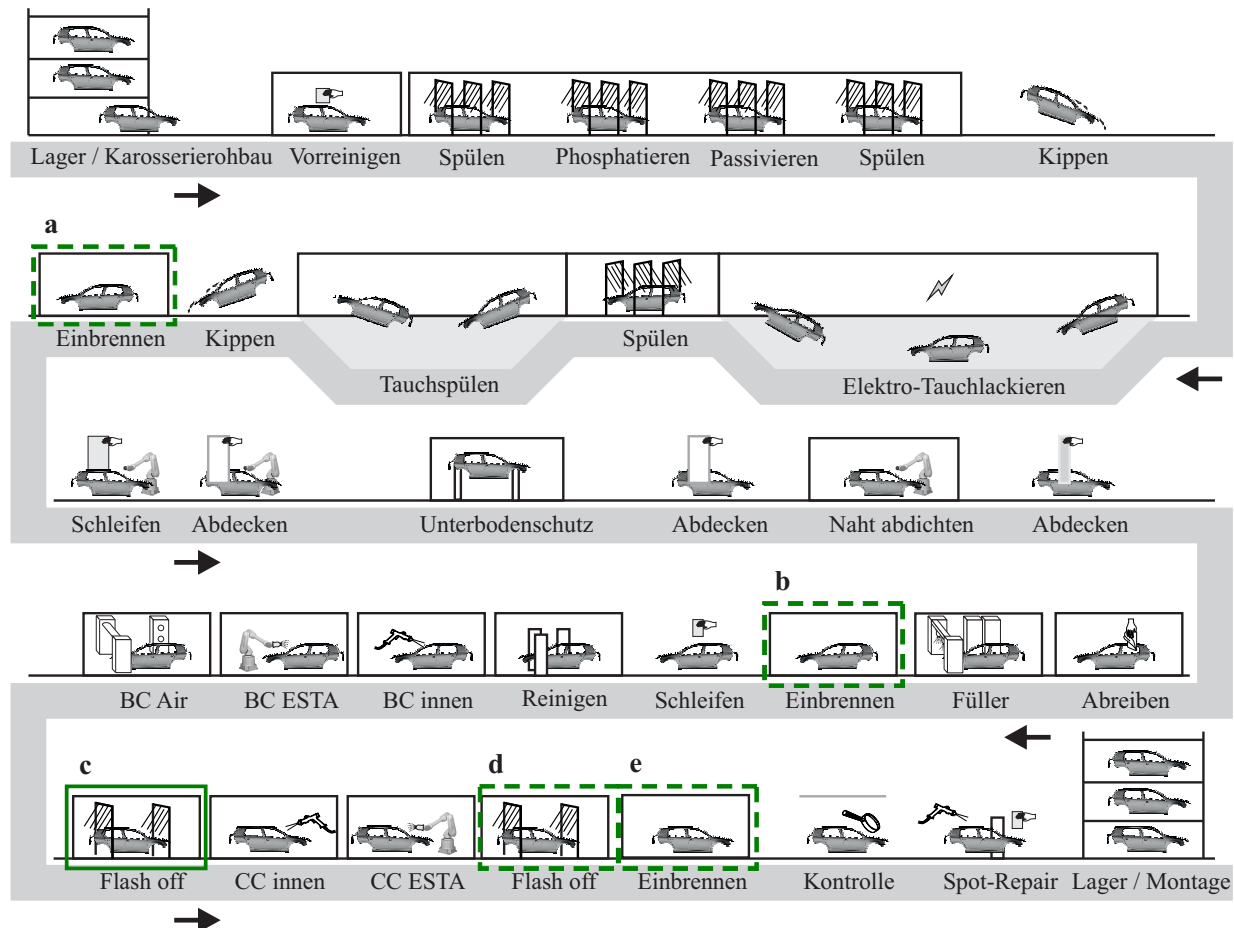 Lager / Karosserierohbau Vorreinigen Spülen Phosphatieren Passivieren Spülen Kippen
a
Einbrennen Kippen Tauchspülen Spülen Elektro-Tauchlackieren
Schleifen Abdecken Unterbodenschutz Abdecken Naht abdichten Abdecken
b
BC Air BC ESTA BC innen Reinigen Schleifen Einbrennen Füller Abreiben
c d e
Flash off CC innen CC ESTA Flash off Einbrennen Kontrolle Spot-Repair Lager / Montage